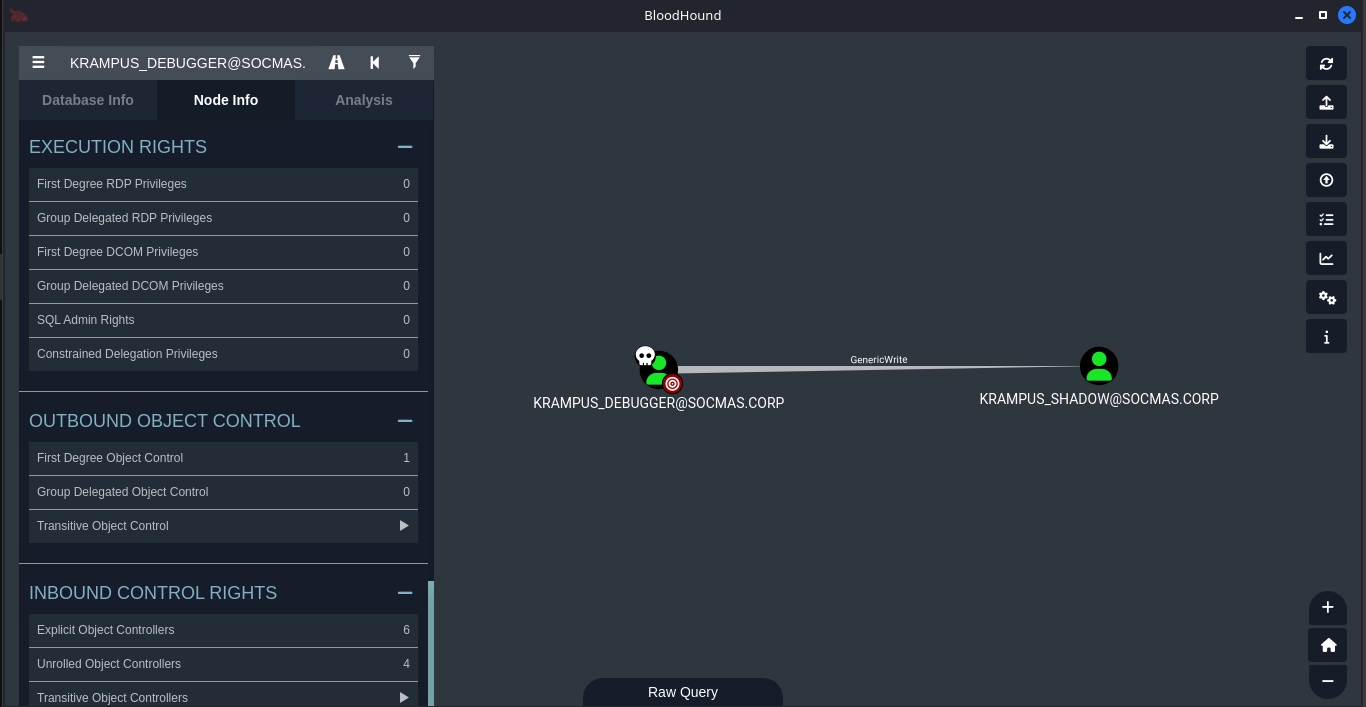 BloodHound
KRAMPUS_DEBUGGER@SOCMAS.
Database Info
Node Info
Analysis
EXECUTION RIGHTS
First Degree RDP Privileges 0
Group Delegated RDP Privileges 0
First Degree DCOM Privileges 0
Group Delegated DCOM Privileges 0
SQL Admin Rights 0
Constrained Delegation Privileges 0
OUTBOUND OBJECT CONTROL
First Degree Object Control 1
Group Delegated Object Control 0
Transitive Object Control
INBOUND CONTROL RIGHTS
Explicit Object Controllers 6
Unrolled Object Controllers 4
Transitive Object Controllers
GenericWrite
KRAMPUS_DEBUGGER@SOCMAS.CORP
KRAMPUS_SHADOW@SOCMAS.CORP
Raw Query